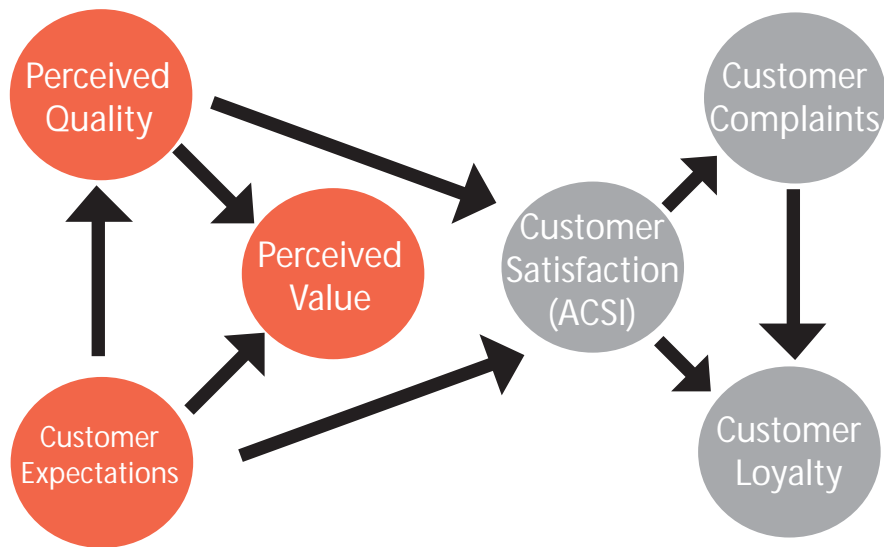 Perceived
Quality
Customer
Complaints
Perceived
Value
Customer
Satisfaction
(ACSI)
Customer
Expectations
Customer
Loyalty